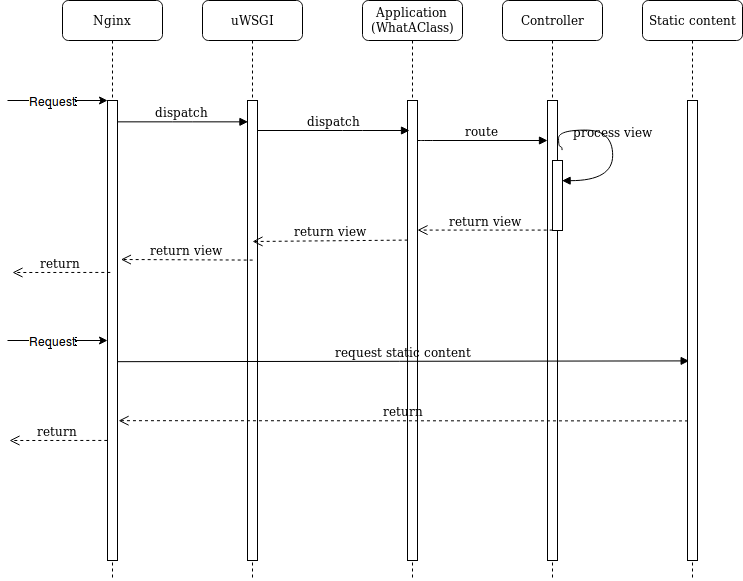 Nginx
uWSGI
Application
(WhatAClass)
Controller
Static content
Request:
dispatch
dispatch
route
process view
return view
return view
return view
return
Request:
request static content
return
return